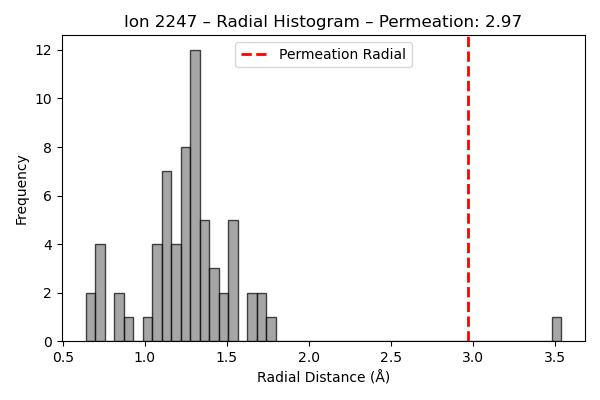 Ion 2247 – Radial Histogram – Permeation: 2.97
Permeation Radial
Frequency
12
10
8
6
4
2
0
0.5 1.0 1.5 2.0 2.5 3.0 3.5
Radial Distance (Å)